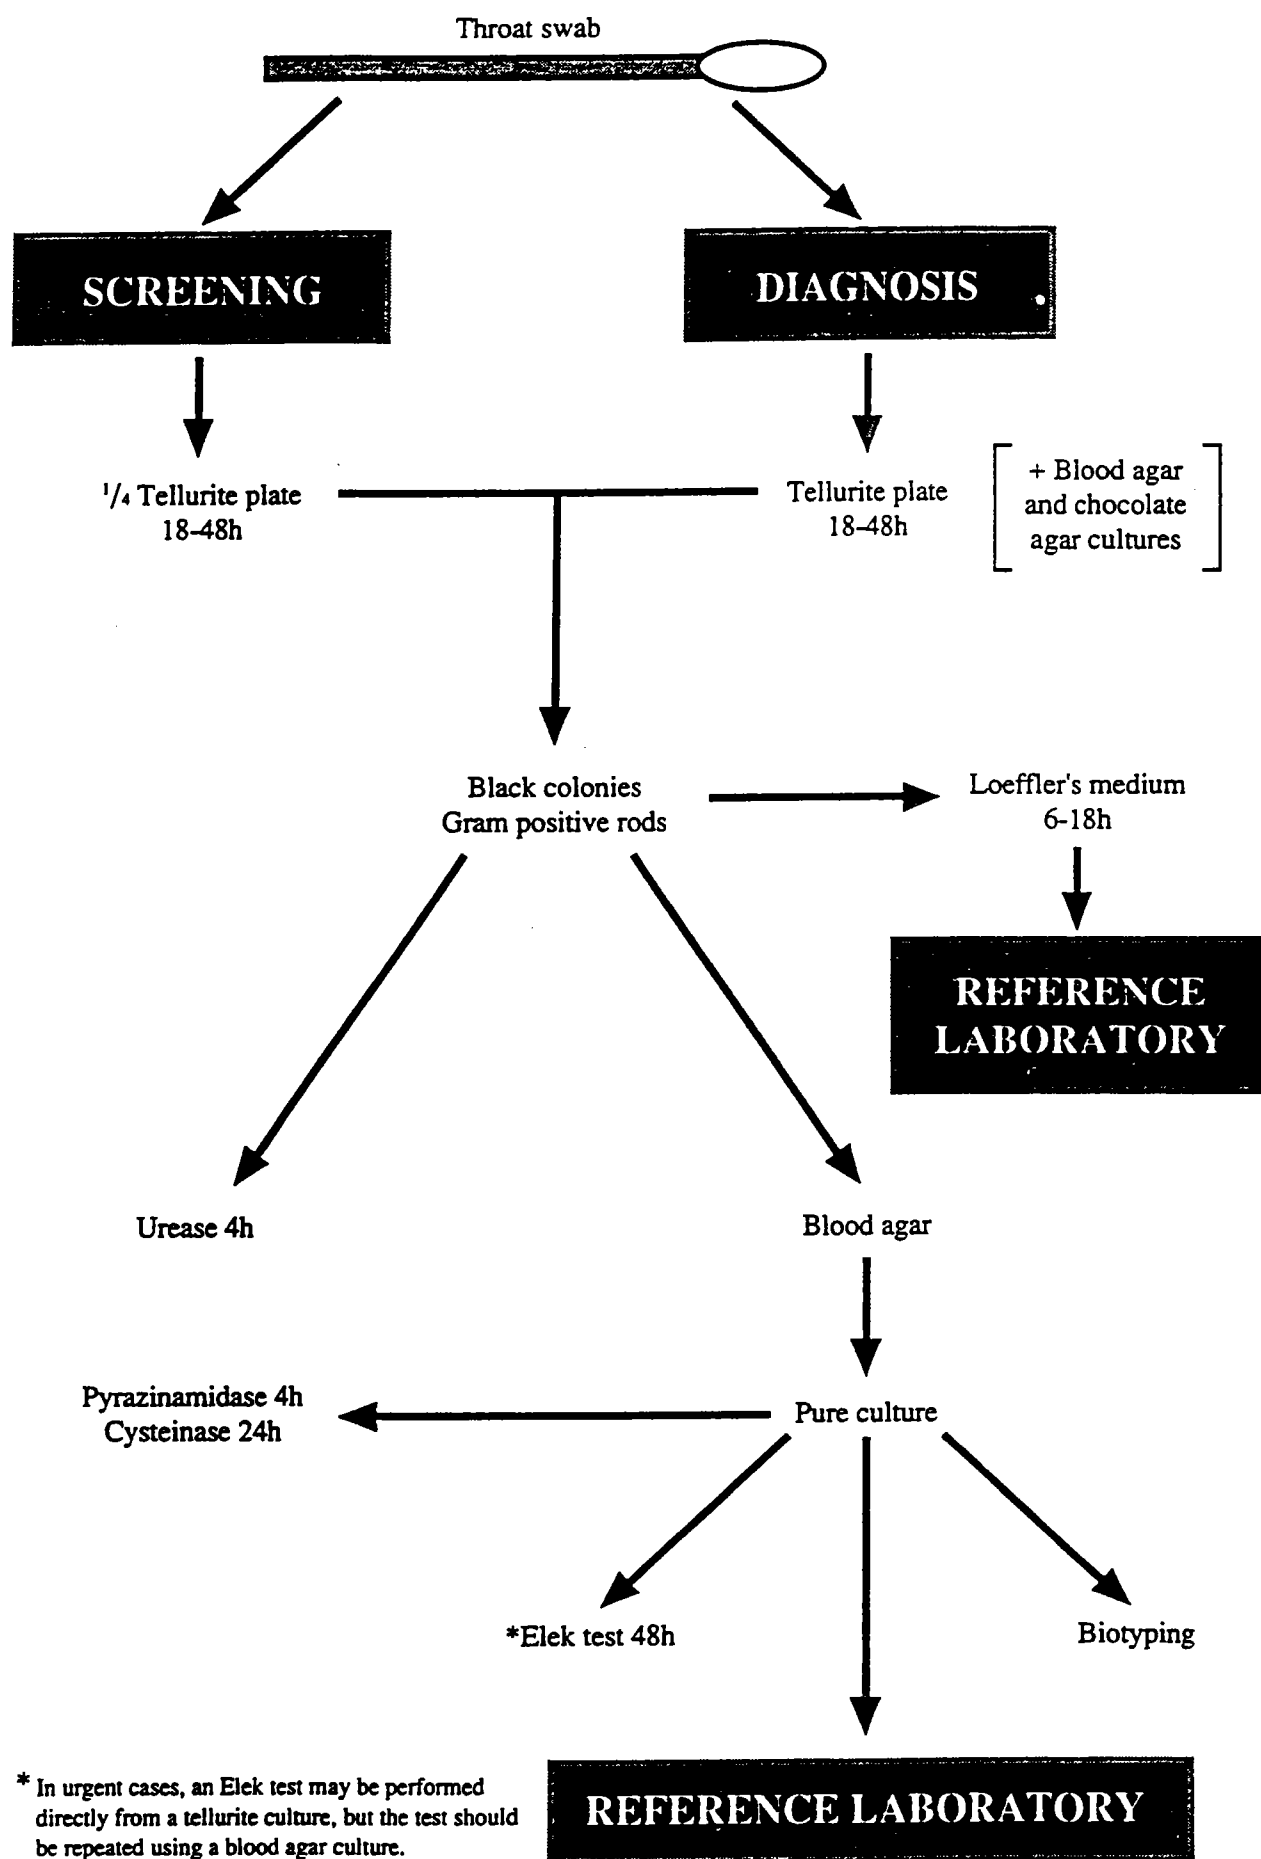 Throat swab
SCREENING
DIAGNOSIS
1/4 Tellurite plate
18-48h
Tellurite plate
18-48h
+ Blood agar
and chocolate
agar cultures
Black colonies
Gram positive rods
Loeffler's medium
6-18h
REFERENCE
LABORATORY
Urease 4h
Blood agar
Pyrazinamidase 4h
Cysteinase 24h
Pure culture
*Elek test 48h
Biotyping
* In urgent cases, an Elek test may be performed
directly from a tellurite culture, but the test should
be repeated using a blood agar culture.
REFERENCE LABORATORY